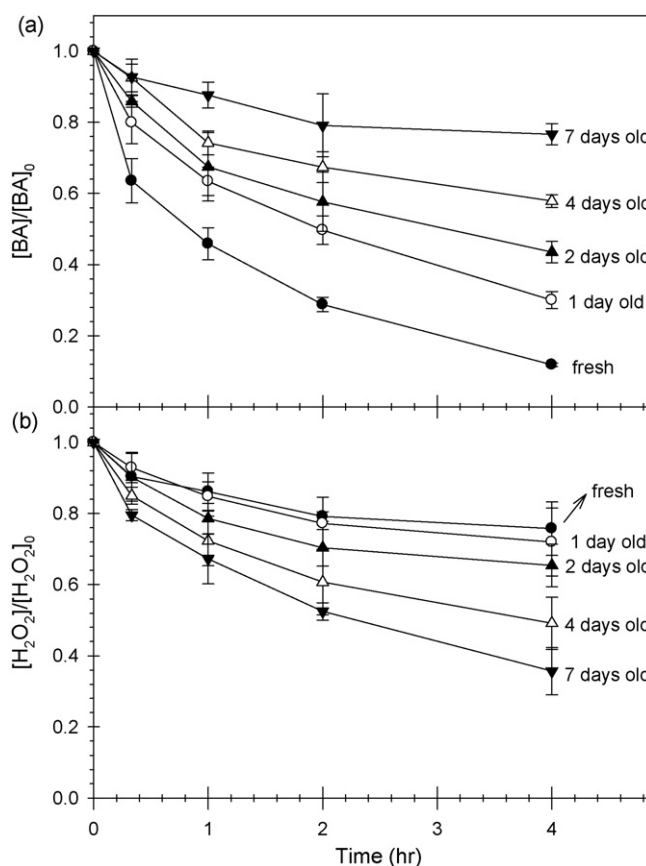 (a)
1.0
0.8
0.6
0.4
0.2
0.0
[BA]/[BA]₀
7 days old
4 days old
2 days old
1 day old
fresh
(b)
1.0
0.8
0.6
0.4
0.2
0.0
[H₂O₂]/[H₂O₂]₀
fresh
1 day old
2 days old
4 days old
7 days old
0 1 2 3 4
Time (hr)